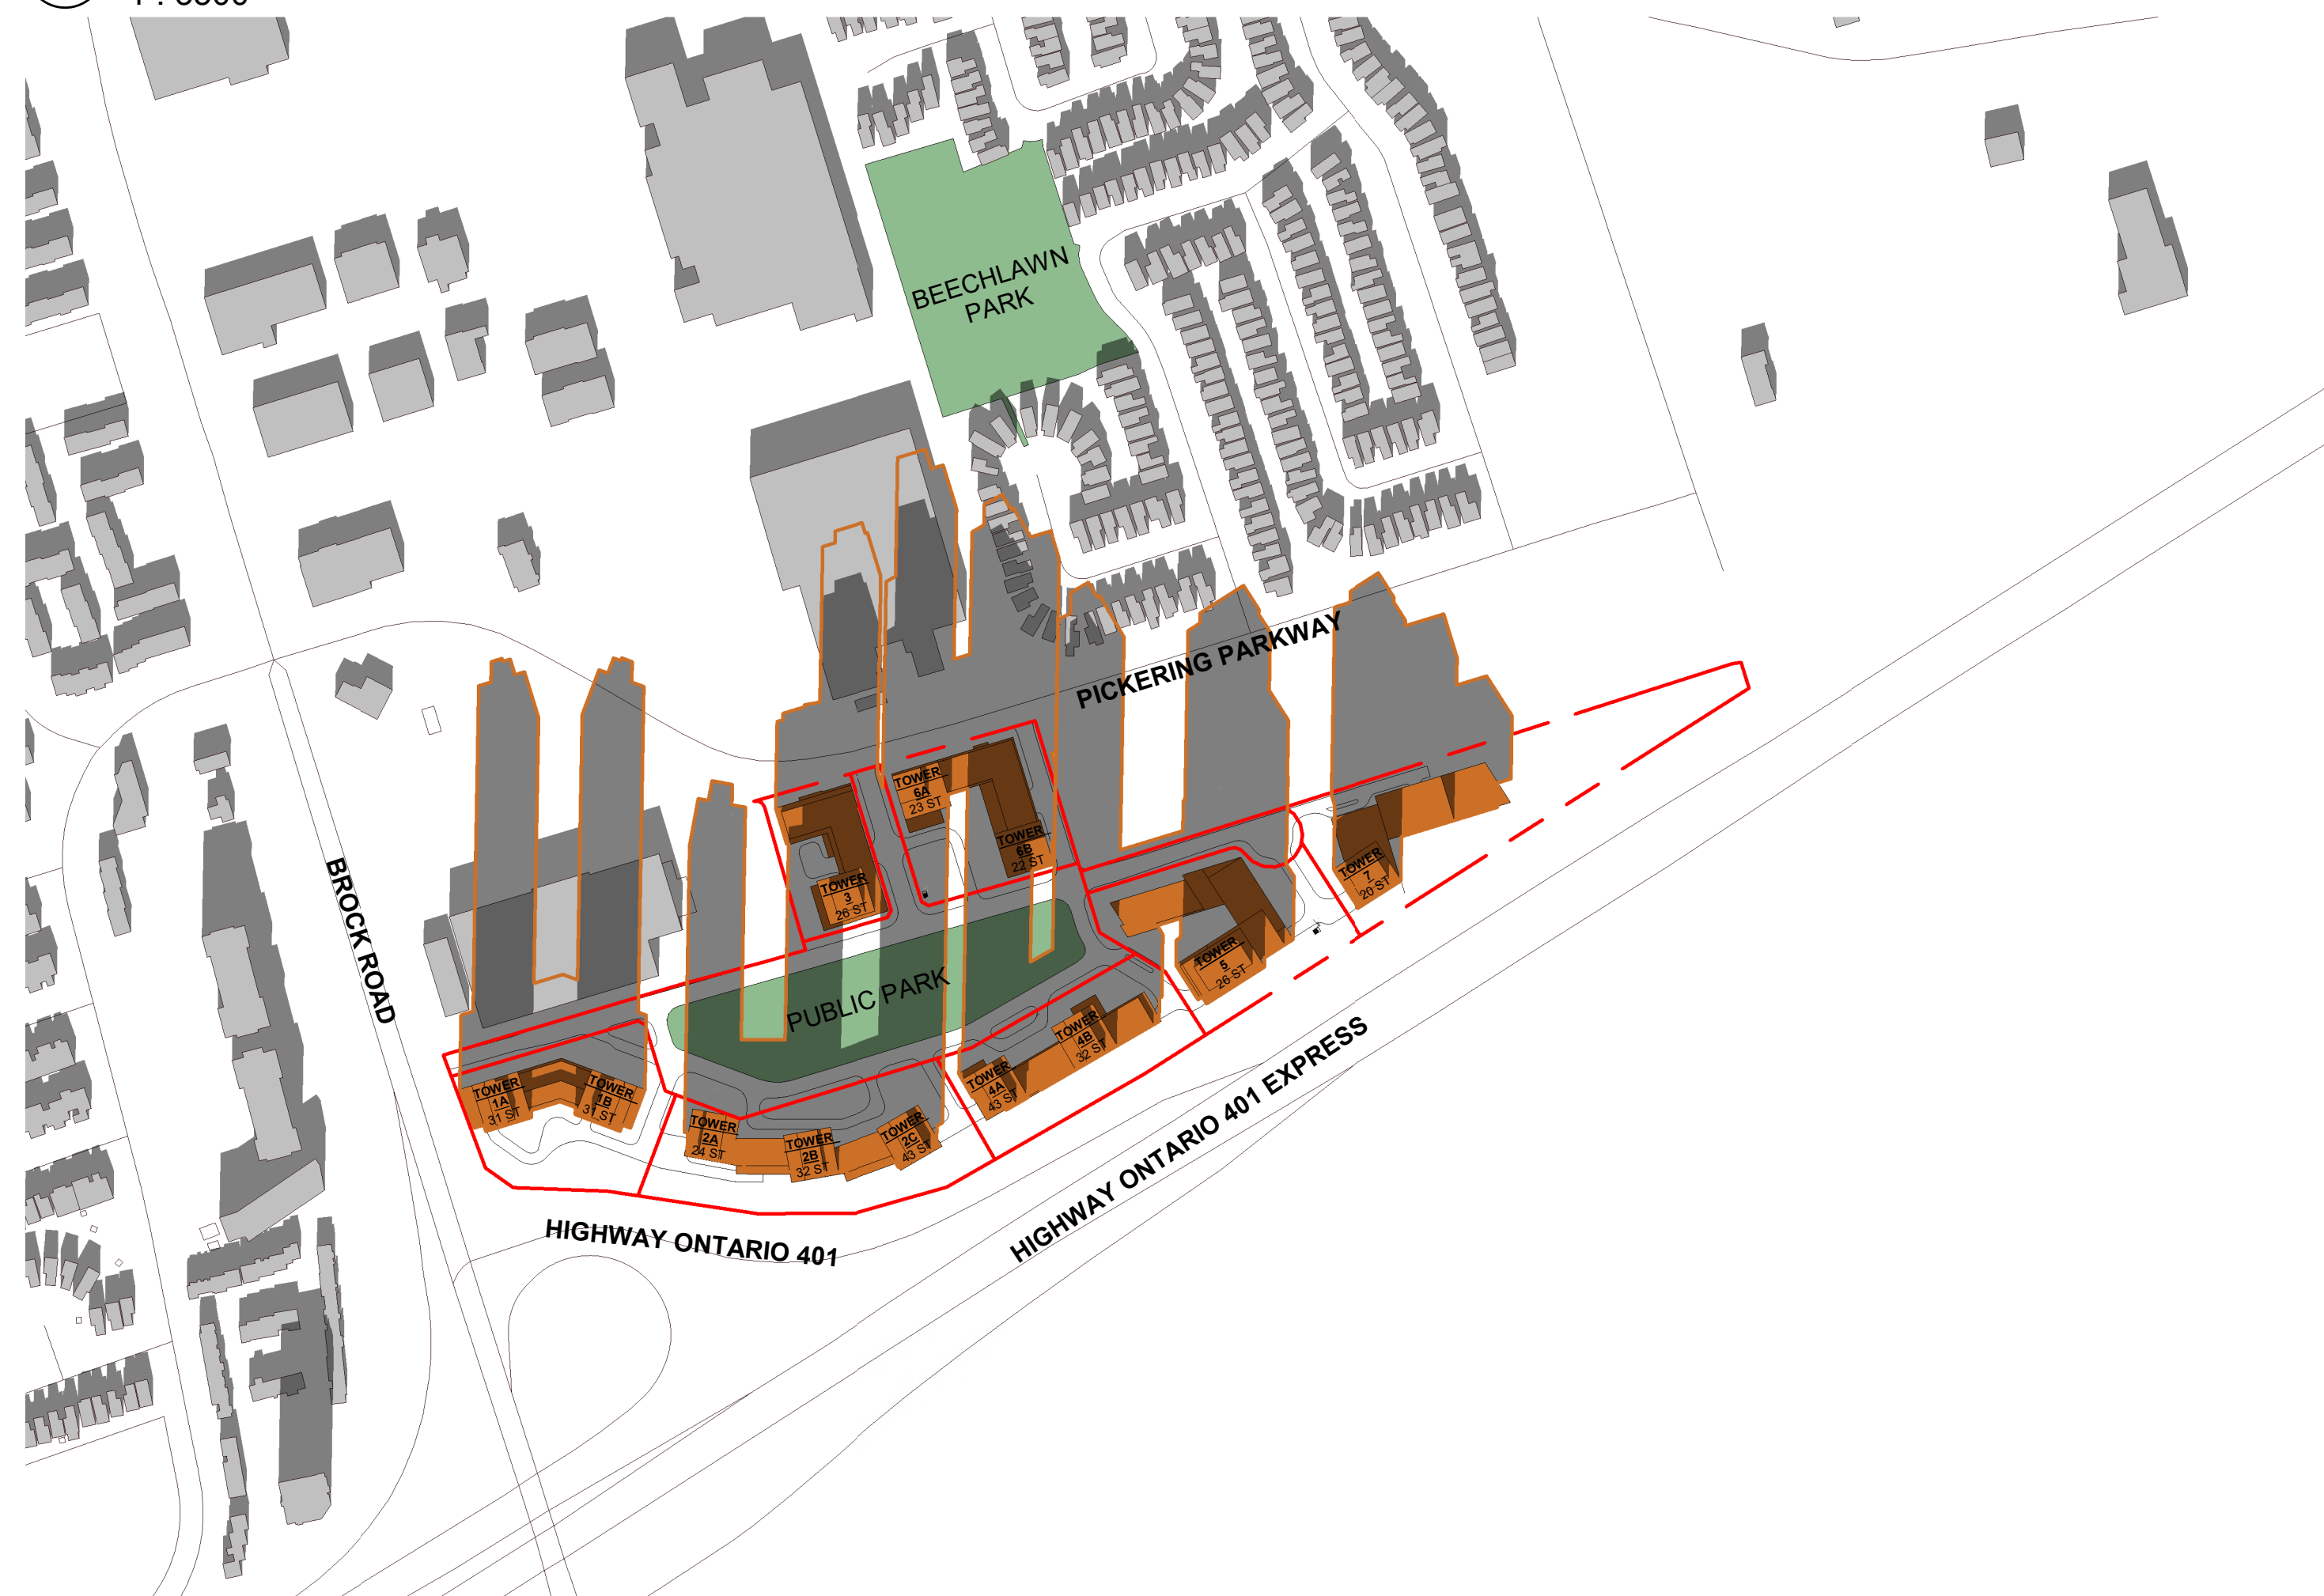 BEECHLAWN
PARK
PICKERING PARKWAY
TOWER
6A
23 ST
TOWER
6B
22 ST
TOWER
3
26 ST
TOWER
7
20 ST
BROCK ROAD
TOWER
5
26 ST
PUBLIC PARK
TOWER
4B
32 ST
TOWER
4A
43 ST
TOWER
1A
31 ST
TOWER
1B
31 ST
TOWER
2A
24 ST
TOWER
2B
32 ST
TOWER
2C
43 ST
HIGHWAY ONTARIO 401 EXPRESS
HIGHWAY ONTARIO 401